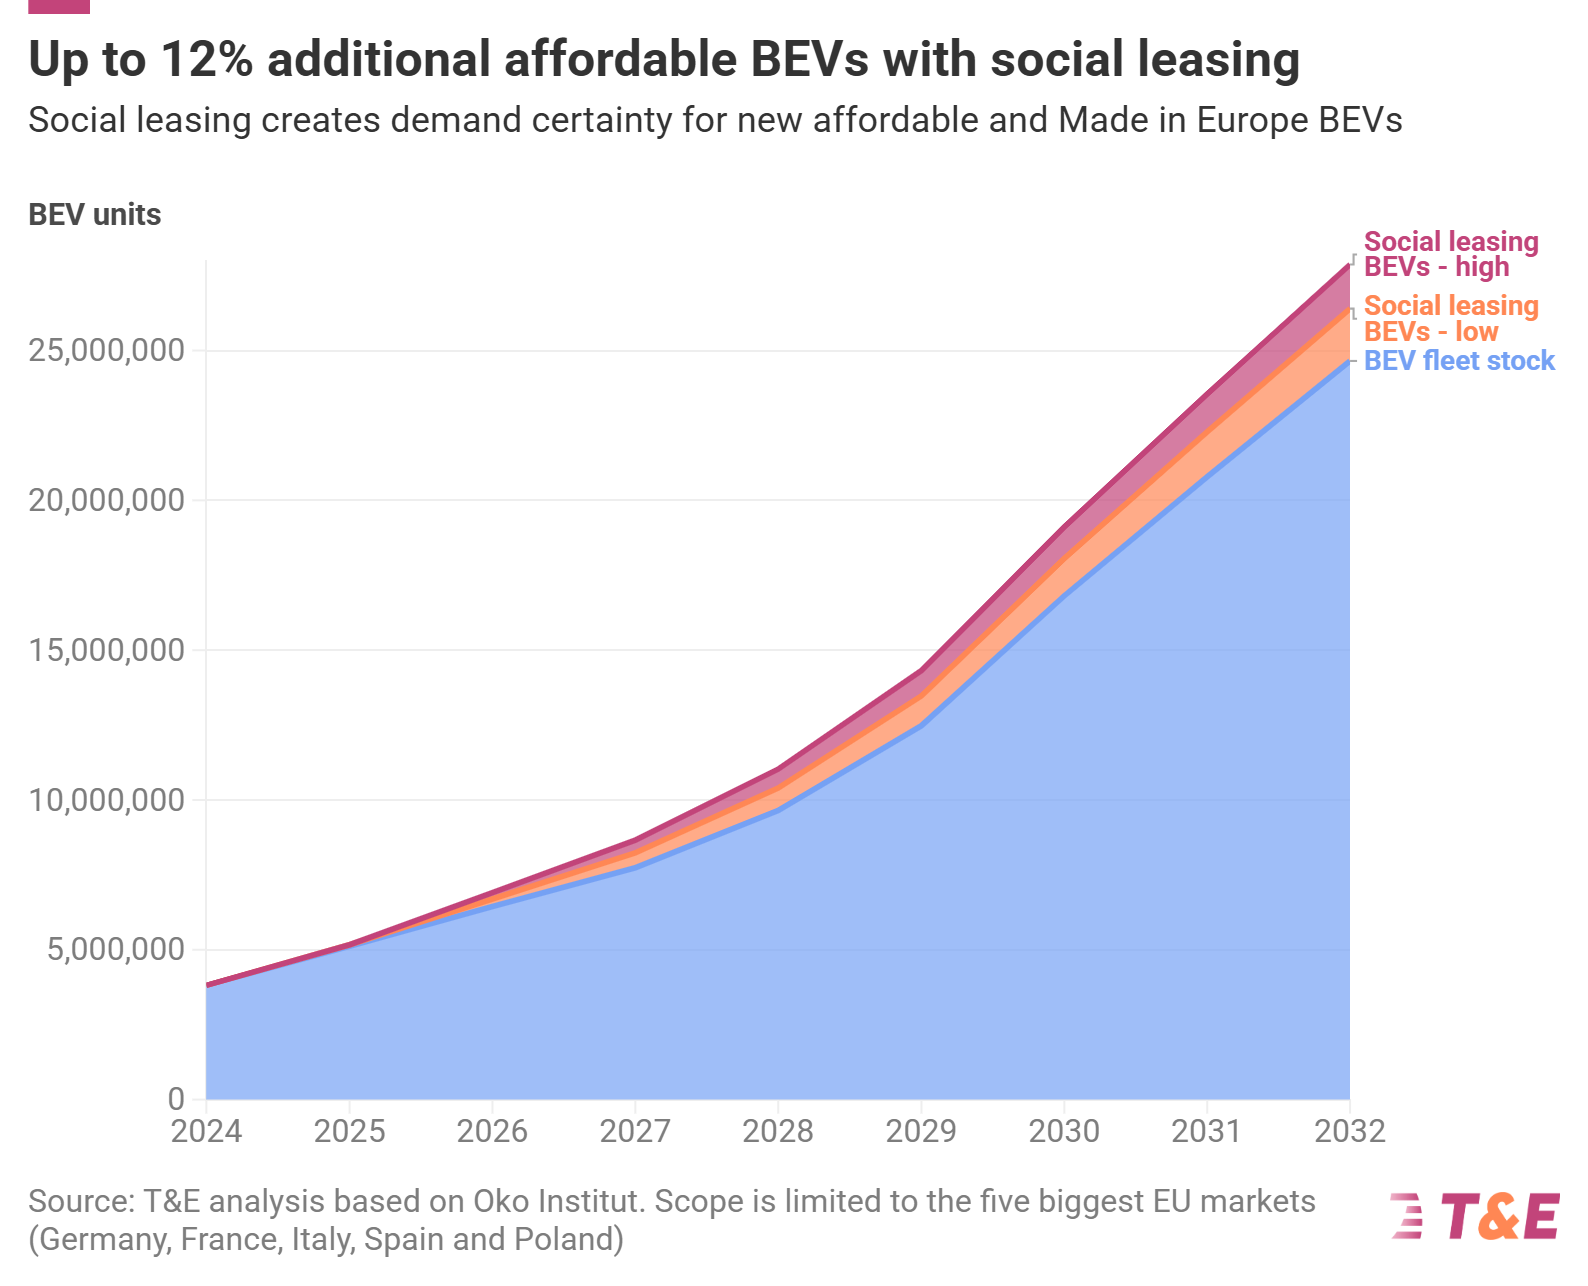 Up to 12% additional affordable BEVs with social leasing
Social leasing creates demand certainty for new affordable and Made in Europe BEVs
BEV units
Social leasing
BEVs - high
Social leasing
BEVs - low
BEV fleet stock
25,000,000
20,000,000
15,000,000
10,000,000
5,000,000
0
2024 2025 2026 2027 2028 2029 2030 2031 2032
Source: T&E analysis based on Oko Institut. Scope is limited to the five biggest EU markets
(Germany, France, Italy, Spain and Poland)
T&E